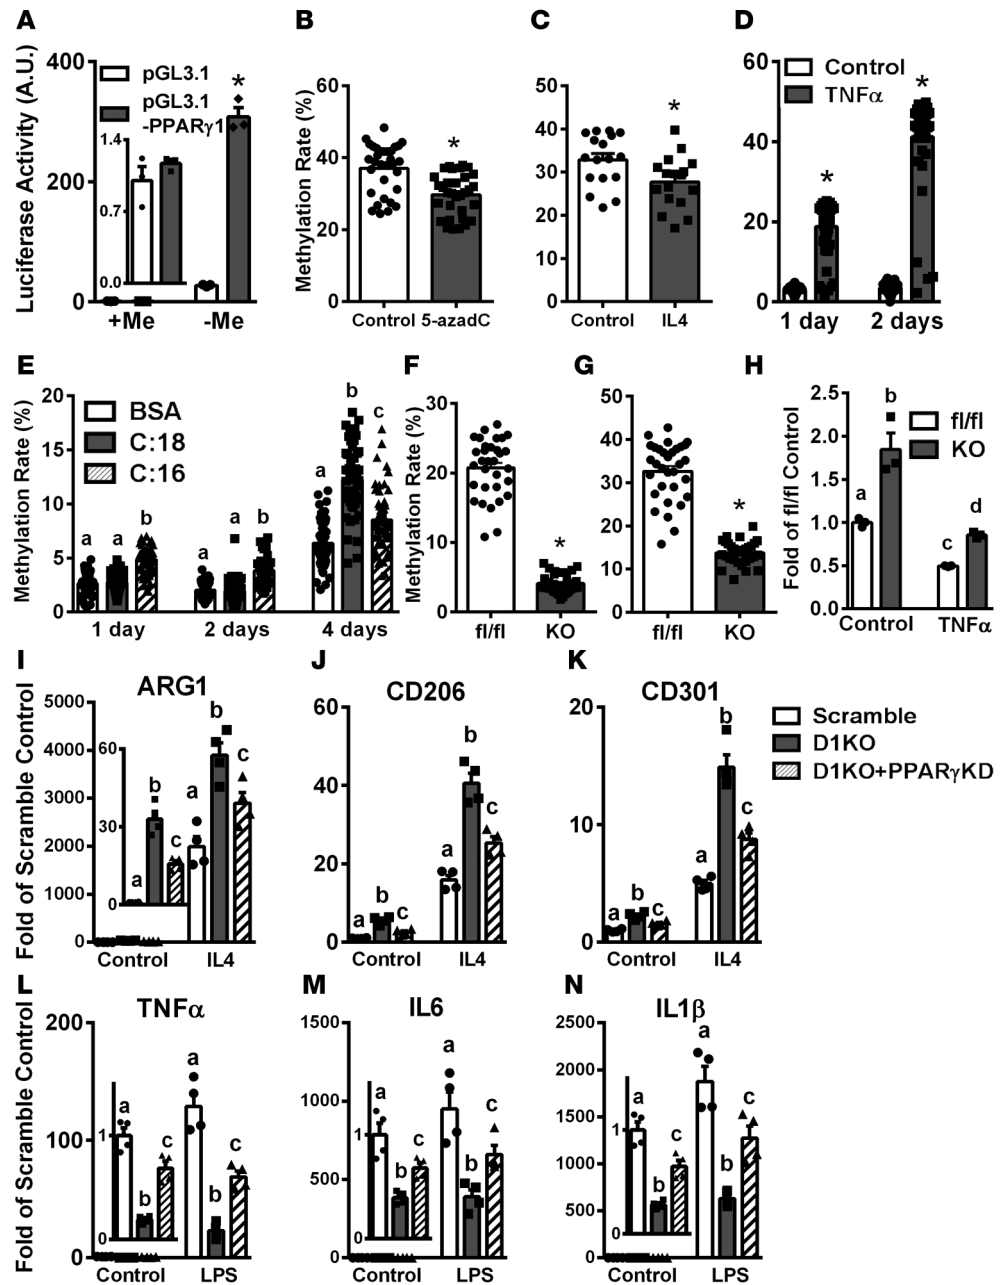 A
Luciferase Activity (A.U.)
400
200
0
pGL3.1
pGL3.1
-PPARγ1
1.4
0.7
0.0
*
+Me
-Me
B
Methylation Rate (%)
60
40
20
0
*
Control
5-azadC
C
50
40
30
20
10
0
*
Control
IL4
D
60
40
20
0
Control
TNFα
*
*
1 day
2 days
E
Methylation Rate (%)
20
15
10
5
0
BSA
C:18
C:16
a
a
b
a
a
b
a
b
c
1 day
2 days
4 days
F
Methylation Rate (%)
30
20
10
0
*
fl/fl
KO
G
50
40
30
20
10
0
*
fl/fl
KO
H
Fold of fl/fl Control
2.5
2.0
1.5
1.0
0.5
0.0
fl/fl
KO
a
b
c
d
Control
TNFα
I
ARG1
Fold of Scramble Control
5000
4000
3000
2000
1000
0
60
30
0
a
b
c
a
b
c
Control
IL4
J
CD206
60
40
20
0
a
b
c
a
b
c
Control
IL4
K
CD301
20
10
0
a
b
c
a
b
c
Control
IL4
Scramble
D1KO
D1KO+PPARγKD
L
TNFα
Fold of Scramble Control
200
100
0
1
0
a
b
c
a
b
c
Control
LPS
M
IL6
1500
1000
500
0
1
0
a
b
c
a
b
c
Control
LPS
N
IL1β
2500
2000
1500
1000
500
0
1
0
a
b
c
a
b
c
Control
LPS